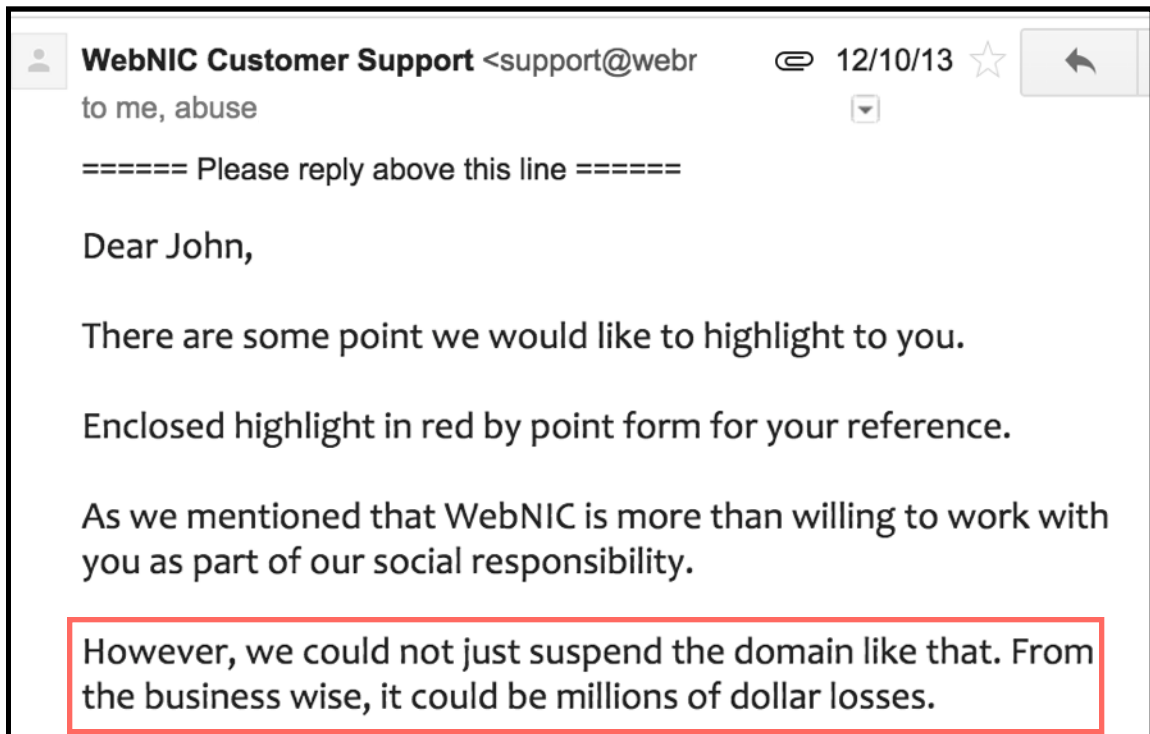 WebNIC Customer Support <support@webr 12/10/13
to me, abuse
====== Please reply above this line ======
Dear John,
There are some point we would like to highlight to you.
Enclosed highlight in red by point form for your reference.
As we mentioned that WebNIC is more than willing to work with
you as part of our social responsibility.
However, we could not just suspend the domain like that. From
the business wise, it could be millions of dollar losses.